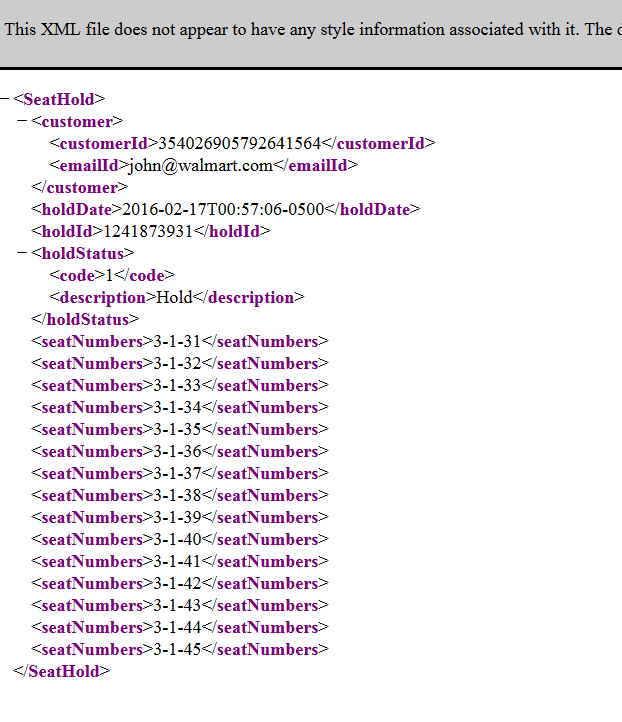 This XML file does not appear to have any style information associated with it. The
− <SeatHold>
− <customer>
<customerId>354026905792641564</customerId>
<emailId>john@walmart.com</emailId>
</customer>
<holdDate>2016-02-17T00:57:06-0500</holdDate>
<holdId>1241873931</holdId>
− <holdStatus>
<code>1</code>
<description>Hold</description>
</holdStatus>
<seatNumbers>3-1-31</seatNumbers>
<seatNumbers>3-1-32</seatNumbers>
<seatNumbers>3-1-33</seatNumbers>
<seatNumbers>3-1-34</seatNumbers>
<seatNumbers>3-1-35</seatNumbers>
<seatNumbers>3-1-36</seatNumbers>
<seatNumbers>3-1-37</seatNumbers>
<seatNumbers>3-1-38</seatNumbers>
<seatNumbers>3-1-39</seatNumbers>
<seatNumbers>3-1-40</seatNumbers>
<seatNumbers>3-1-41</seatNumbers>
<seatNumbers>3-1-42</seatNumbers>
<seatNumbers>3-1-43</seatNumbers>
<seatNumbers>3-1-44</seatNumbers>
<seatNumbers>3-1-45</seatNumbers>
</SeatHold>